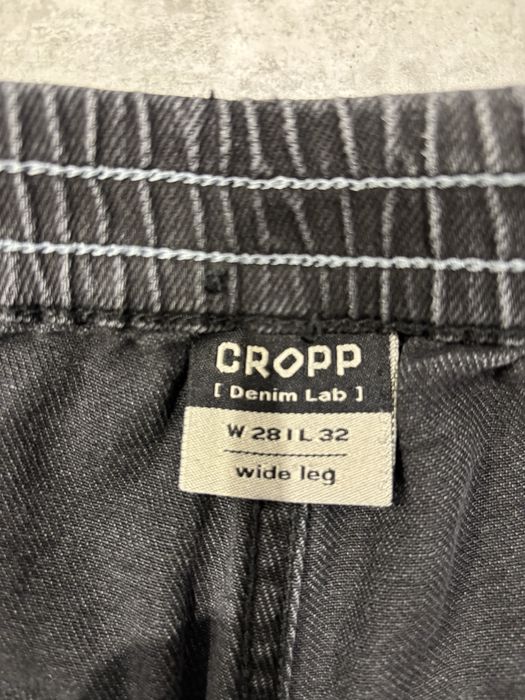 CROPP
[ Denim Lab ]
W 28 I L 32
wide leg